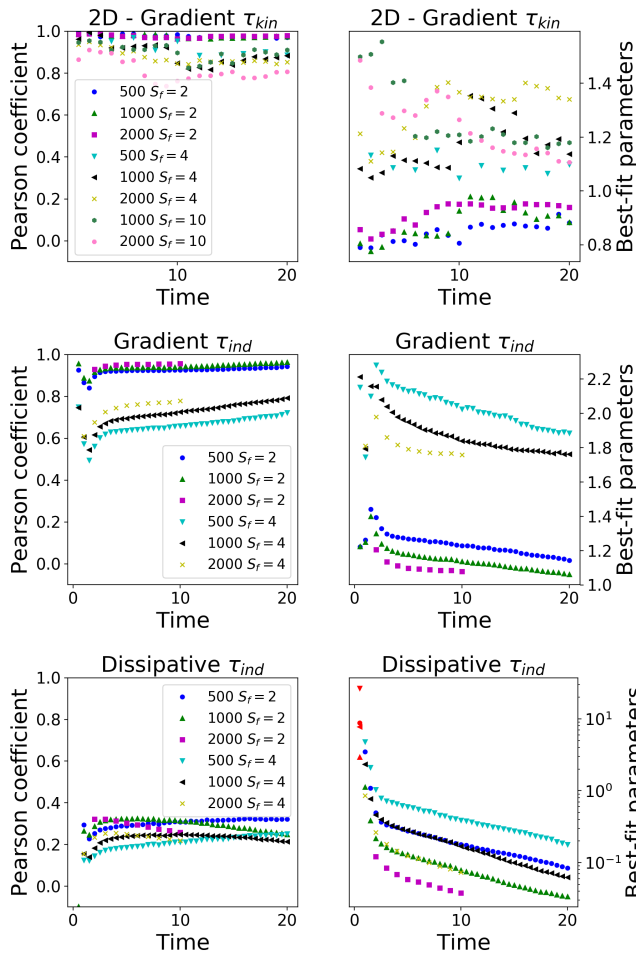 2D - Gradient τ_kin
2D - Gradient τ_kin
Pearson coefficient
1.0
0.8
0.6
0.4
0.2
0.0
500 S_f = 2
1000 S_f = 2
2000 S_f = 2
500 S_f = 4
1000 S_f = 4
2000 S_f = 4
1000 S_f = 10
2000 S_f = 10
10
20
Time
1.4
1.2
1.0
0.8
Best-fit parameters
0
10
20
Time
Gradient τ_ind
Gradient τ_ind
Pearson coefficient
1.0
0.8
0.6
0.4
0.2
0.0
500 S_f = 2
1000 S_f = 2
2000 S_f = 2
500 S_f = 4
1000 S_f = 4
2000 S_f = 4
0
10
20
Time
2.2
2.0
1.8
1.6
1.4
1.2
1.0
Best-fit parameters
0
10
20
Time
Dissipative τ_ind
Dissipative τ_ind
Pearson coefficient
1.0
0.8
0.6
0.4
0.2
0.0
500 S_f = 2
1000 S_f = 2
2000 S_f = 2
500 S_f = 4
1000 S_f = 4
2000 S_f = 4
0
10
20
Time
10^1
10^0
10^−1
Best-fit parameters
0
10
20
Time